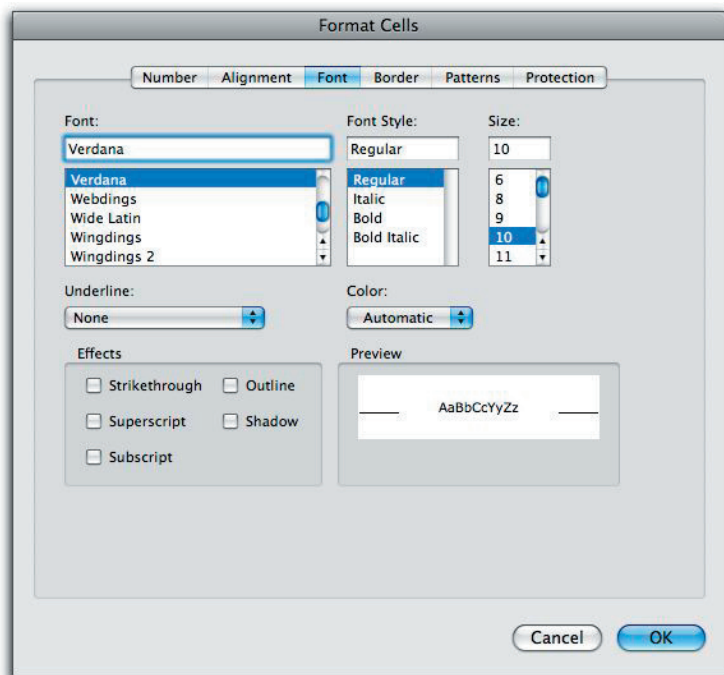 Format Cells
Number Alignment Font Border Patterns Protection
Font: Font Style: Size:
Verdana Regular 10
Verdana Regular 6
Webdings Italic 8
Wide Latin Bold 9
Wingdings Bold Italic 10
Wingdings 2 11
Underline: Color:
None Automatic
Effects Preview
Strikethrough Outline
AaBbCcYyZz
Superscript Shadow
Subscript
Cancel OK